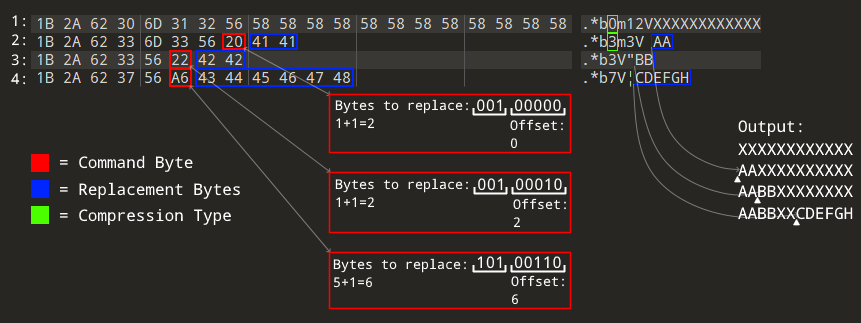 1: 1B 2A 62 30 6D 31 32 56 58 58 58 58 58 58 58 58 58 58 58 58 .*b0m12VXXXXXXXXXXXX
2: 1B 2A 62 33 6D 33 56 20 41 41 .*b3m3V AA
3: 1B 2A 62 33 56 22 42 42 .*b3V"BB
4: 1B 2A 62 37 56 A6 43 44 45 46 47 48 .*b7V¦CDEFGH
Bytes to replace: 001 00000
1+1=2
Offset:
0
Output:
XXXXXXXXXXXX
AAXXXXXXXXXX
AABBXXXXXXXX
AABBXXCDEFGH
= Command Byte
= Replacement Bytes
= Compression Type
Bytes to replace: 001 00010
1+1=2
Offset:
2
Bytes to replace: 101 00110
5+1=6
Offset:
6